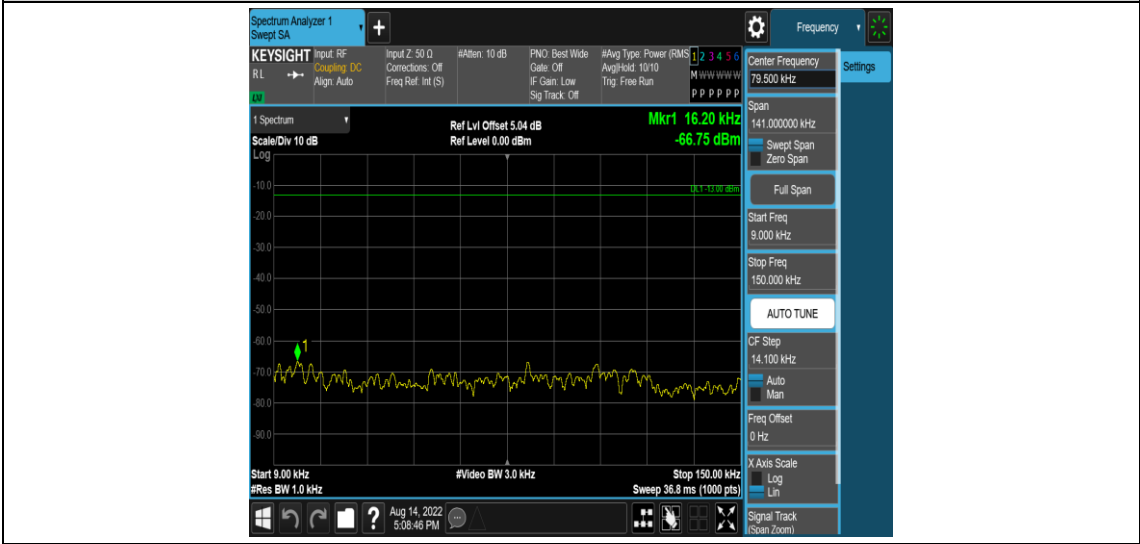 Spectrum Analyzer 1
Swept SA
+
Frequency
KEYSIGHT
RL
Input: RF
Coupling: DC
Align: Auto
Input Z: 50 Ω
Corrections: Off
Freq Ref: Int (S)
#Atten: 10 dB
PNO: Best Wide
Gate: Off
IF Gain: Low
Sig Track: Off
#Avg Type: Power (RMS
Avg|Hold: 10/10
Trig: Free Run
1 2 3 4 5 6
M W W W W W
P P P P P P
1 Spectrum
Scale/Div 10 dB
Log
Ref Lvl Offset 5.04 dB
Ref Level 0.00 dBm
Mkr1 16.20 kHz
-66.75 dBm
DL1 -13.00 dBm
-10.0
-20.0
-30.0
-40.0
-50.0
-60.0
-70.0
-80.0
-90.0
1
Start 9.00 kHz
#Res BW 1.0 kHz
#Video BW 3.0 kHz
Stop 150.00 kHz
Sweep 36.8 ms (1000 pts)
Center Frequency
79.500 kHz
Settings
Span
141.000000 kHz
Swept Span
Zero Span
Full Span
Start Freq
9.000 kHz
Stop Freq
150.000 kHz
AUTO TUNE
CF Step
14.100 kHz
Auto
Man
Freq Offset
0 Hz
X Axis Scale
Log
Lin
Signal Track
(Span Zoom)
?
Aug 14, 2022
5:08:46 PM